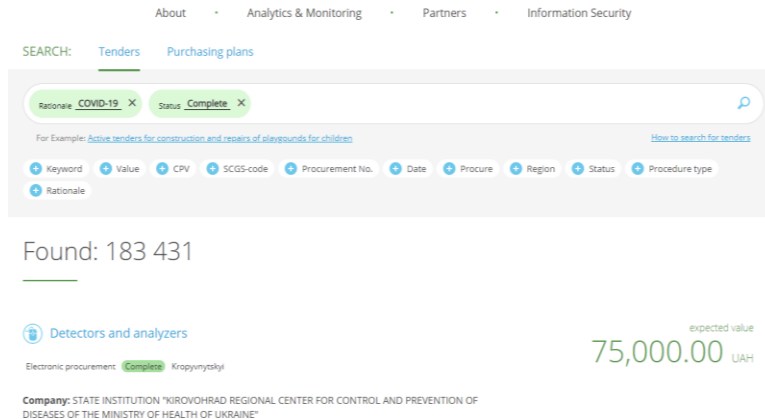 About - Analytics & Monitoring - Partners - Information Security
SEARCH: Tenders Purchasing plans
Rationale COVID-19 × Status Complete ×
For Example: Active tenders for construction and repairs of playgounds for children How to search for tenders
+ Keyword + Value + CPV + SCGS-code + Procurement No. + Date + Procure + Region + Status + Procedure type
+ Rationale
Found: 183 431
expected value
Detectors and analyzers
75,000.00 UAH
Electronic procurement Complete Kropyvnytskyi
Company: STATE INSTITUTION "KIROVOHRAD REGIONAL CENTER FOR CONTROL AND PREVENTION OF
DISEASES OF THE MINISTRY OF HEALTH OF UKRAINE"